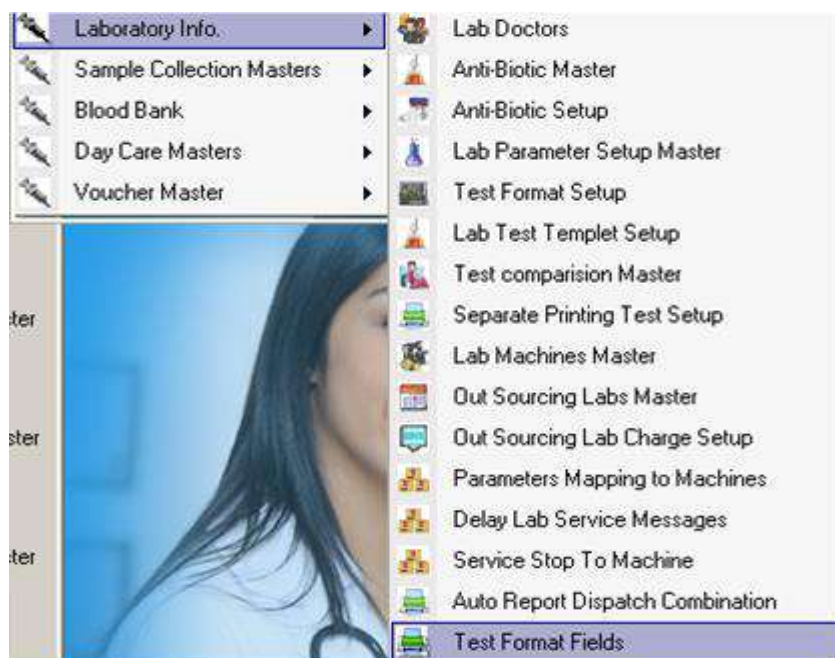 Laboratory Info.
Sample Collection Masters
Blood Bank
Day Care Masters
Voucher Master
Lab Doctors
Anti-Biotic Master
Anti-Biotic Setup
Lab Parameter Setup Master
Test Format Setup
Lab Test Templet Setup
Test comparision Master
Separate Printing Test Setup
Lab Machines Master
Out Sourcing Labs Master
Out Sourcing Lab Charge Setup
Parameters Mapping to Machines
Delay Lab Service Messages
Service Stop To Machine
Auto Report Dispatch Combination
Test Format Fields
ter
ter
ter